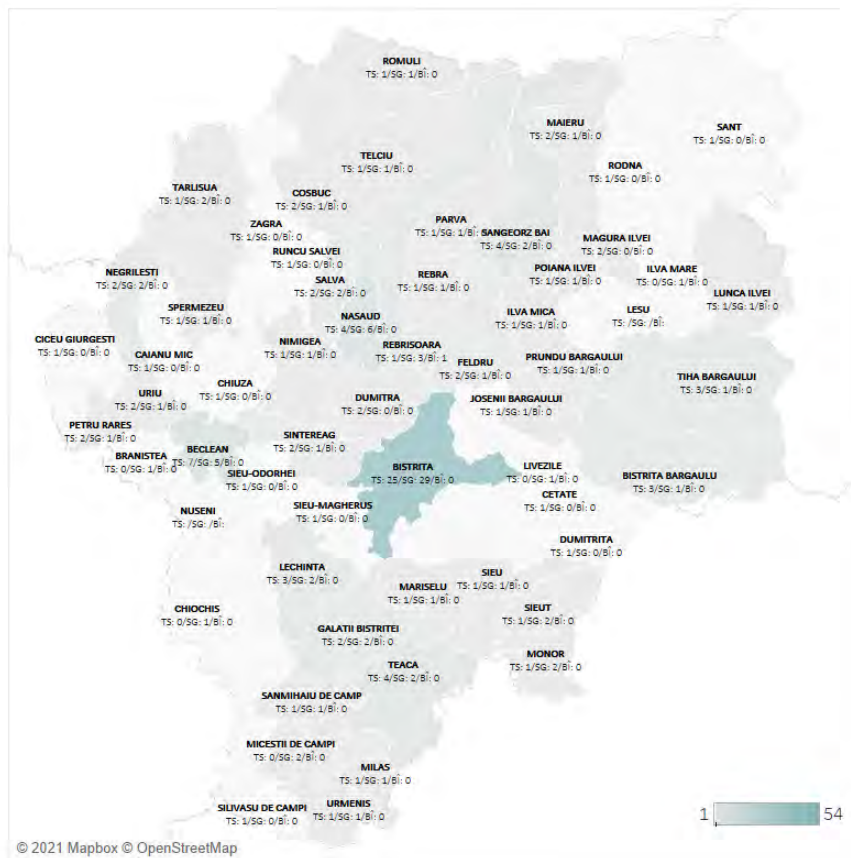 ROMULI
TS: 1/SG: 1/BÎ: 0
MAIERU
TS: 2/SG: 1/BÎ: 0
SANT
TS: 1/SG: 0/BÎ: 0
TELCIU
TS: 1/SG: 1/BÎ: 0
RODNA
TS: 1/SG: 0/BÎ: 0
TARLISUA
TS: 1/SG: 2/BÎ: 0
COSBUC
TS: 2/SG: 1/BÎ: 0
ZAGRA
TS: 1/SG: 0/BÎ: 0
PARVA
TS: 1/SG: 1/BÎ:
SANGEORZ BAI
TS: 4/SG: 2/BÎ: 0
MAGURA ILVEI
TS: 2/SG: 0/BÎ: 0
RUNCU SALVEI
TS: 1/SG: 0/BÎ: 0
NEGRILESTI
TS: 2/SG: 2/BÎ: 0
SALVA
TS: 2/SG: 2/BÎ: 0
REBRA
TS: 1/SG: 1/BÎ: 0
POIANA ILVEI
TS: 1/SG: 1/BÎ: 0
ILVA MARE
TS: 0/SG: 1/BÎ: 0
LUNCA ILVEI
TS: 1/SG: 1/BÎ: 0
SPERMEZEU
TS: 1/SG: 1/BÎ: 0
NASAUD
TS: 4/SG: 6/BÎ: 0
ILVA MICA
TS: 1/SG: 1/BÎ: 0
LESU
TS: /SG: /BÎ:
CICEU GIURGESTI
TS: 1/SG: 0/BÎ: 0
CAIANU MIC
TS: 1/SG: 0/BÎ: 0
NIMIGEA
TS: 1/SG: 1/BÎ: 0
REBRISOARA
TS: 1/SG: 3/BÎ: 1
FELDRU
TS: 2/SG: 1/BÎ: 0
PRUNDU BARGAULUI
TS: 1/SG: 1/BÎ: 0
TIHA BARGAULUI
TS: 3/SG: 1/BÎ: 0
CHIUZA
TS: 1/SG: 0/BÎ: 0
URIU
TS: 2/SG: 1/BÎ: 0
DUMITRA
TS: 2/SG: 0/BÎ: 0
JOSENII BARGAULUI
TS: 1/SG: 1/BÎ: 0
PETRU RARES
TS: 2/SG: 1/BÎ: 0
SINTEREAG
TS: 2/SG: 1/BÎ: 0
BRANISTEA
TS: 0/SG: 1/BÎ: 0
BECLEAN
TS: 7/SG: 5/BÎ: 0
SIEU-ODORHEI
TS: 1/SG: 0/BÎ: 0
BISTRITA
TS: 25/SG: 29/BÎ: 0
LIVEZILE
TS: 0/SG: 1/BÎ: 0
BISTRITA BARGAULU
TS: 3/SG: 1/BÎ: 0
CETATE
TS: 1/SG: 0/BÎ: 0
NUSENI
TS: /SG: /BÎ:
SIEU-MAGHERUS
TS: 1/SG: 0/BÎ: 0
DUMITRITA
TS: 1/SG: 0/BÎ: 0
LECHINTA
TS: 3/SG: 2/BÎ: 0
SIEU
TS: 1/SG: 1/BÎ: 0
MARISELU
TS: 1/SG: 1/BÎ: 0
CHIOCHIS
TS: 0/SG: 1/BÎ: 0
SIEUT
TS: 1/SG: 2/BÎ: 0
GALATII BISTRITEI
TS: 2/SG: 2/BÎ: 0
MONOR
TS: 1/SG: 2/BÎ: 0
TEACA
TS: 4/SG: 2/BÎ: 0
SANMIHAIU DE CAMP
TS: 1/SG: 1/BÎ: 0
MICESTII DE CAMPI
TS: 0/SG: 2/BÎ: 0
MILAS
TS: 1/SG: 1/BÎ: 0
SILIVASU DE CAMPI
TS: 1/SG: 0/BÎ: 0
URMENIS
TS: 1/SG: 1/BÎ: 0
1 54
© 2021 Mapbox © OpenStreetMap